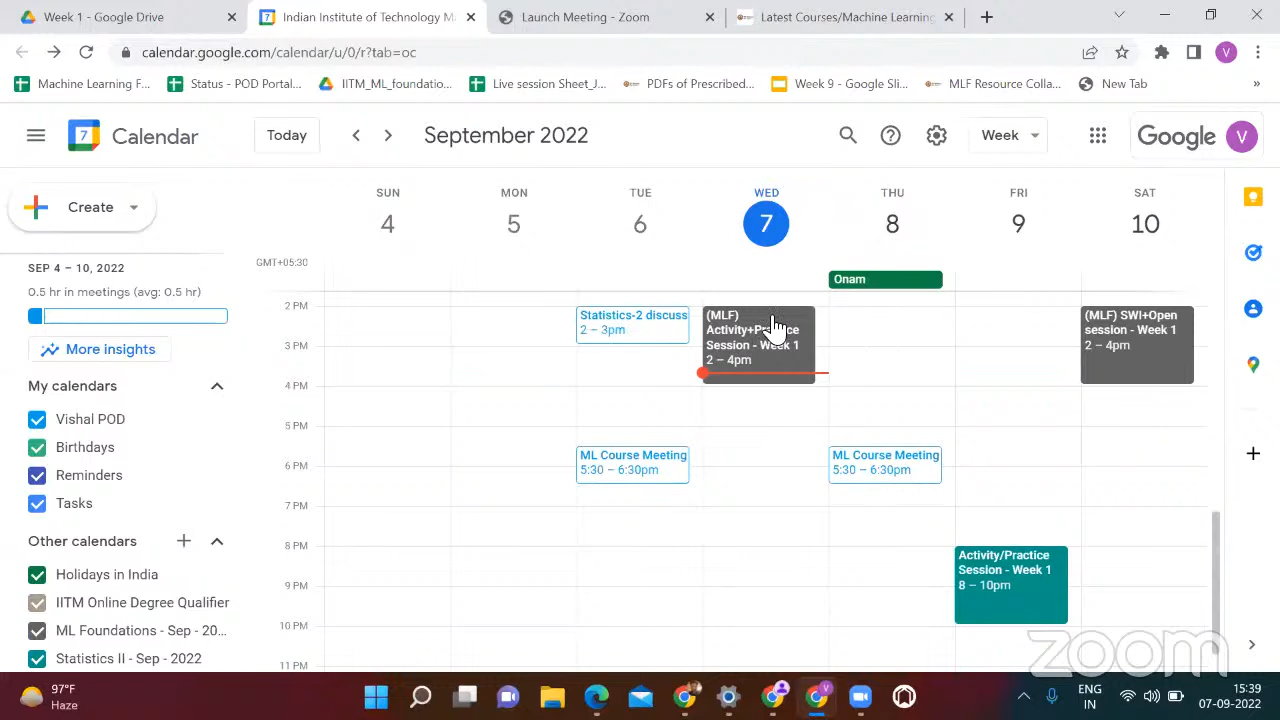 Week 1 - Google Drive
Indian Institute of Technology Ma
Launch Meeting - Zoom
Latest Courses/Machine Learning
calendar.google.com/calendar/u/0/r?tab=oc
V
Machine Learning F...
Status - POD Portal...
IITM_ML_foundatio...
Live session Sheet_J...
PDFs of Prescribed...
Week 9 - Google Sli...
MLF Resource Colla...
New Tab
»
7
Calendar
Today
September 2022
Week
Google
V
Create
SUN
MON
TUE
WED
THU
FRI
SAT
4
5
6
7
8
9
10
SEP 4 – 10, 2022
0.5 hr in meetings (avg: 0.5 hr)
More insights
My calendars
Vishal POD
Birthdays
Reminders
Tasks
Other calendars
Holidays in India
IITM Online Degree Qualifier
ML Foundations - Sep - 20...
Statistics II - Sep - 2022
GMT+05:30
Onam
2 PM
3 PM
4 PM
5 PM
6 PM
7 PM
8 PM
9 PM
10 PM
11 PM
Statistics-2 discuss
2 – 3pm
ML Course Meeting
5:30 – 6:30pm
(MLF)
Activity+Practice
Session - Week 1
2 – 4pm
ML Course Meeting
5:30 – 6:30pm
Activity/Practice
Session - Week 1
8 – 10pm
(MLF) SWI+Open
session - Week 1
2 – 4pm
zoom
97°F
Haze
ENG
IN
15:39
07-09-2022